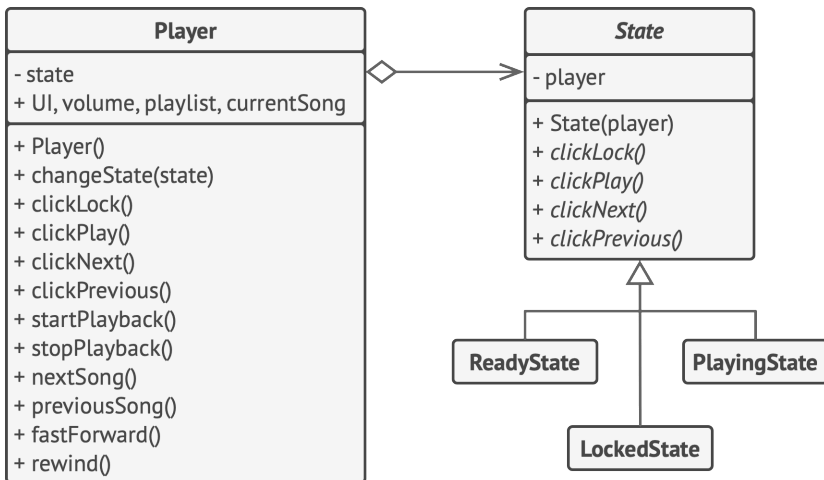 Player
- state
+ UI, volume, playlist, currentSong
+ Player()
+ changeState(state)
+ clickLock()
+ clickPlay()
+ clickNext()
+ clickPrevious()
+ startPlayback()
+ stopPlayback()
+ nextSong()
+ previousSong()
+ fastForward()
+ rewind()
State
- player
+ State(player)
+ clickLock()
+ clickPlay()
+ clickNext()
+ clickPrevious()
ReadyState
PlayingState
LockedState